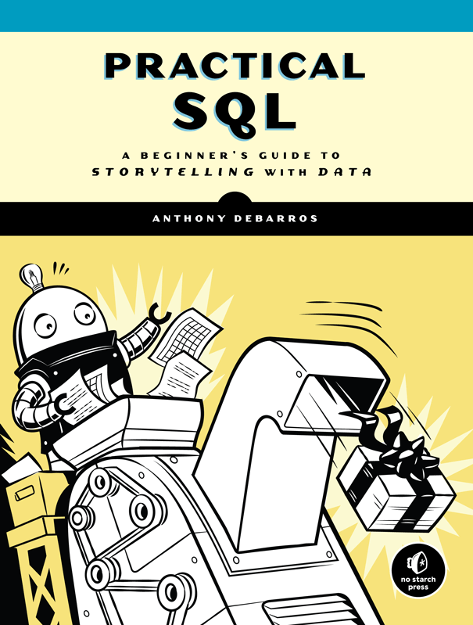 PRACTICAL
SQL
A BEGINNER'S GUIDE TO
STORYTELLING WITH DATA
ANTHONY DEBARROS
no starch
press